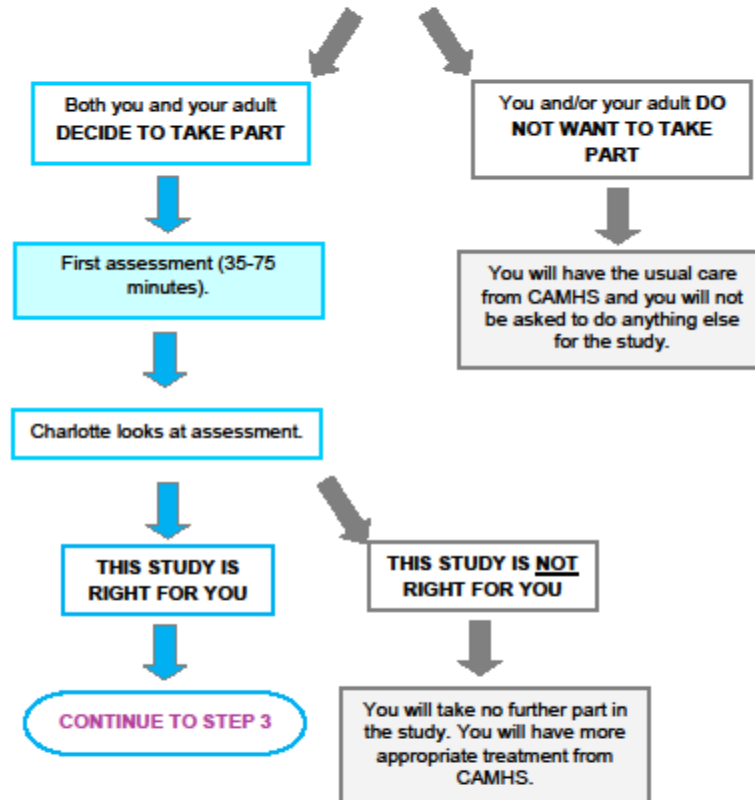 Both you and your adult
DECIDE TO TAKE PART
You and/or your adult DO
NOT WANT TO TAKE
PART
First assessment (35-75
minutes).
You will have the usual care
from CAMHS and you will not
be asked to do anything else
for the study.
Charlotte looks at assessment.
THIS STUDY IS
RIGHT FOR YOU
THIS STUDY IS NOT
RIGHT FOR YOU
CONTINUE TO STEP 3
You will take no further part in
the study. You will have more
appropriate treatment from
CAMHS.